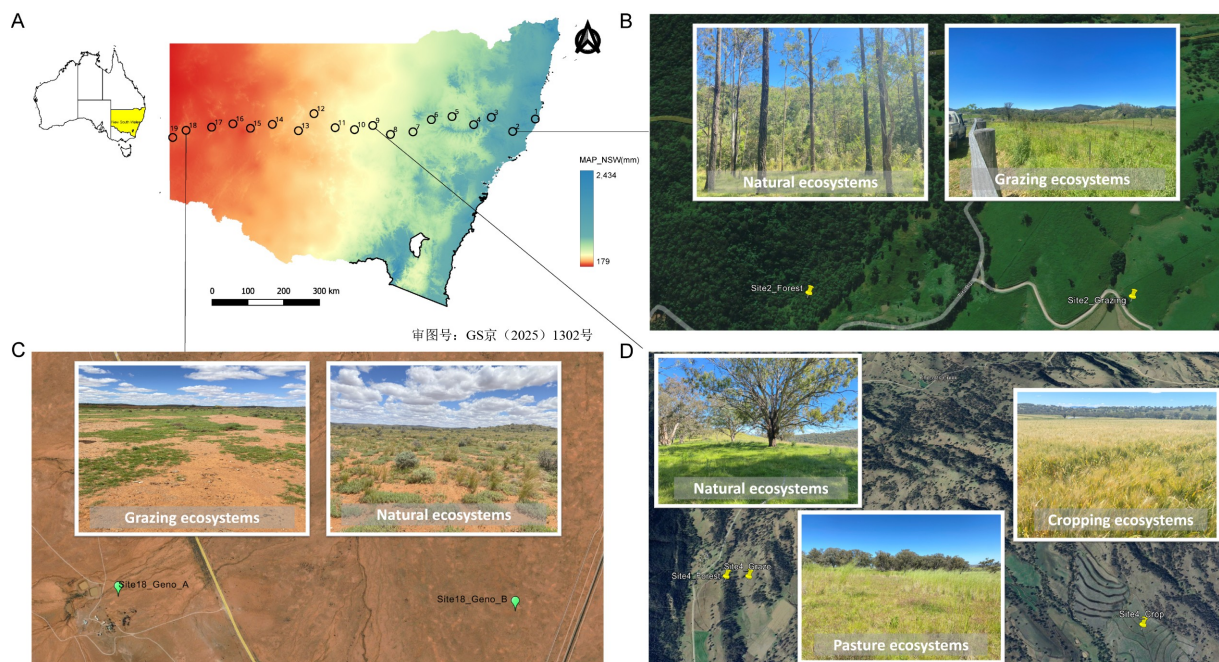 A
New South Wales
1
2
3
4
5
6
7
8
9
10
11
12
13
14
15
16
17
18
19
MAP_NSW(mm)
2,434
179
0 100 200 300 km
审图号：GS京（2025）1302号
B
Natural ecosystems
Grazing ecosystems
Site2_Forest
Site2_Grazing
C
Grazing ecosystems
Natural ecosystems
Site18_Geno_A
Site18_Geno_B
D
Natural ecosystems
Cropping ecosystems
Pasture ecosystems
Site4_Forest
Site4_Graze
Site4_Crop